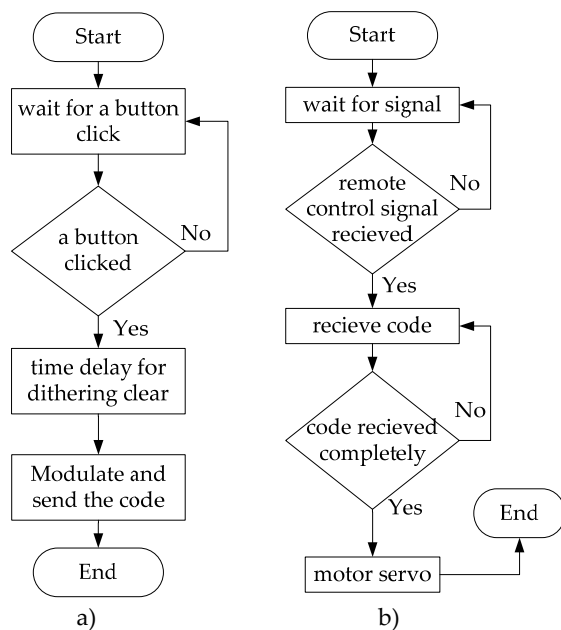 Start
wait for a button
click
a button
clicked
No
Yes
time delay for
dithering clear
Modulate and
send the code
End
a)
Start
wait for signal
remote
control signal
recieved
No
Yes
recieve code
code recieved
completely
No
Yes
motor servo
End
b)